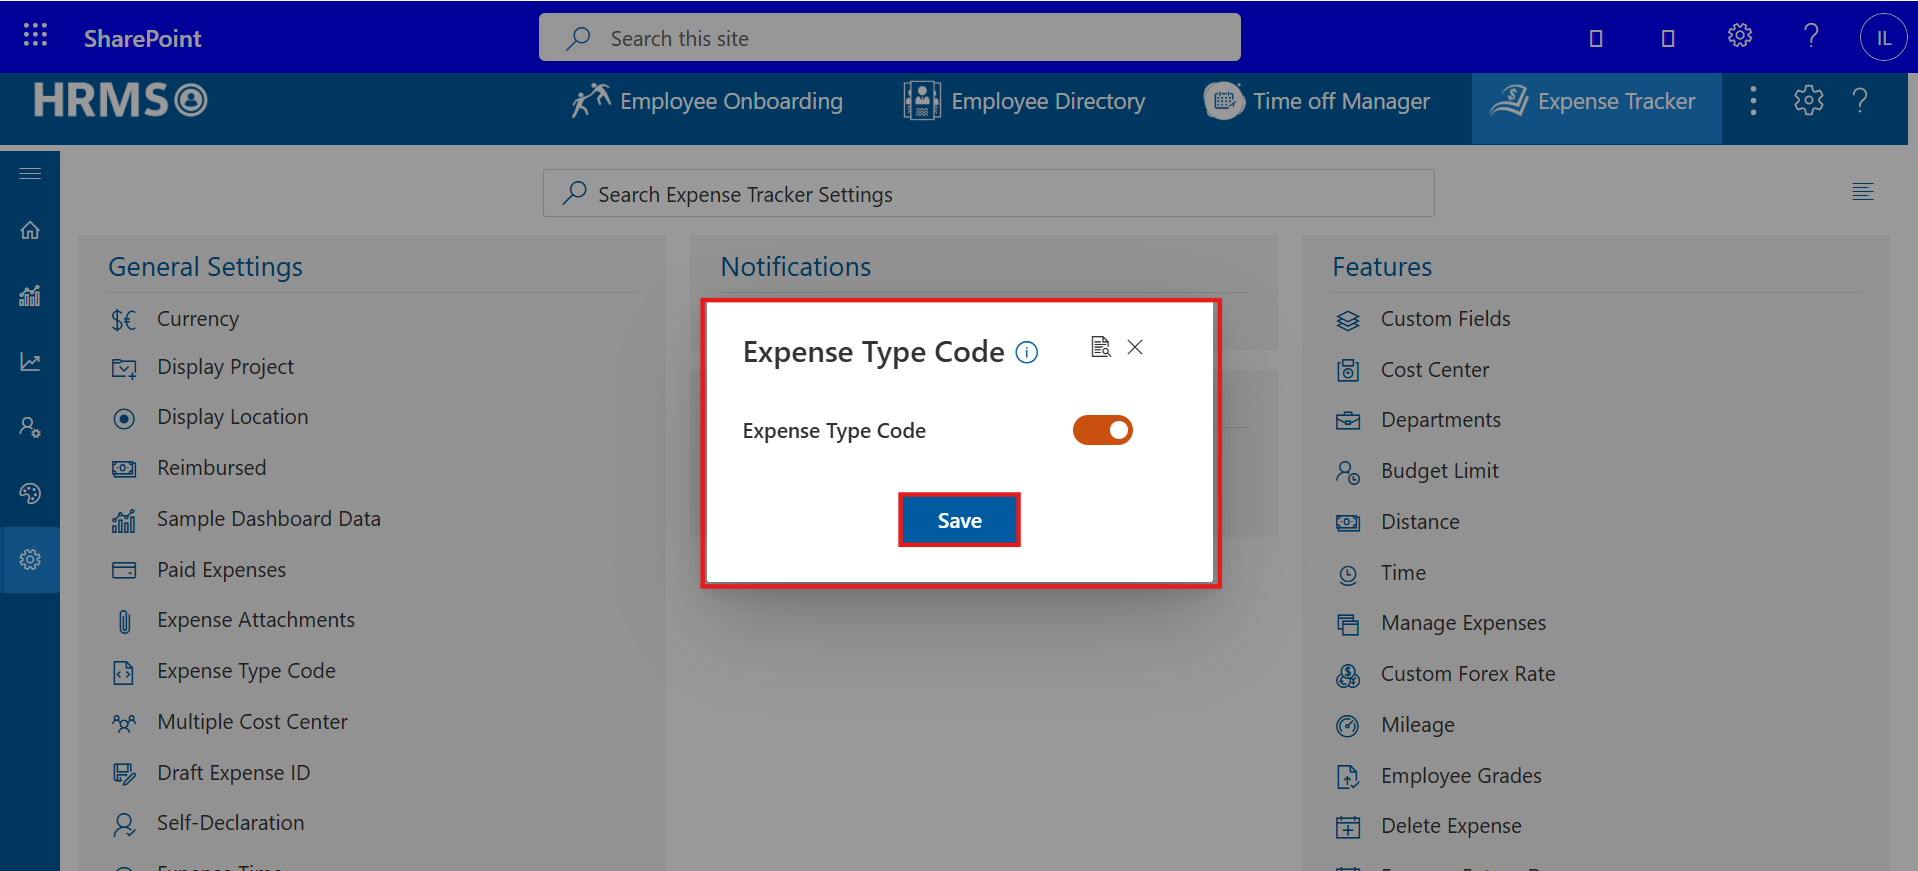 SharePoint
Search this site
IL
HRMS
Employee Onboarding
Employee Directory
Time off Manager
Expense Tracker
Search Expense Tracker Settings
General Settings
Currency
Display Project
Display Location
Reimbursed
Sample Dashboard Data
Paid Expenses
Expense Attachments
Expense Type Code
Multiple Cost Center
Draft Expense ID
Self-Declaration
Notifications
Expense Type Code
Expense Type Code
Save
Features
Custom Fields
Cost Center
Departments
Budget Limit
Distance
Time
Manage Expenses
Custom Forex Rate
Mileage
Employee Grades
Delete Expense